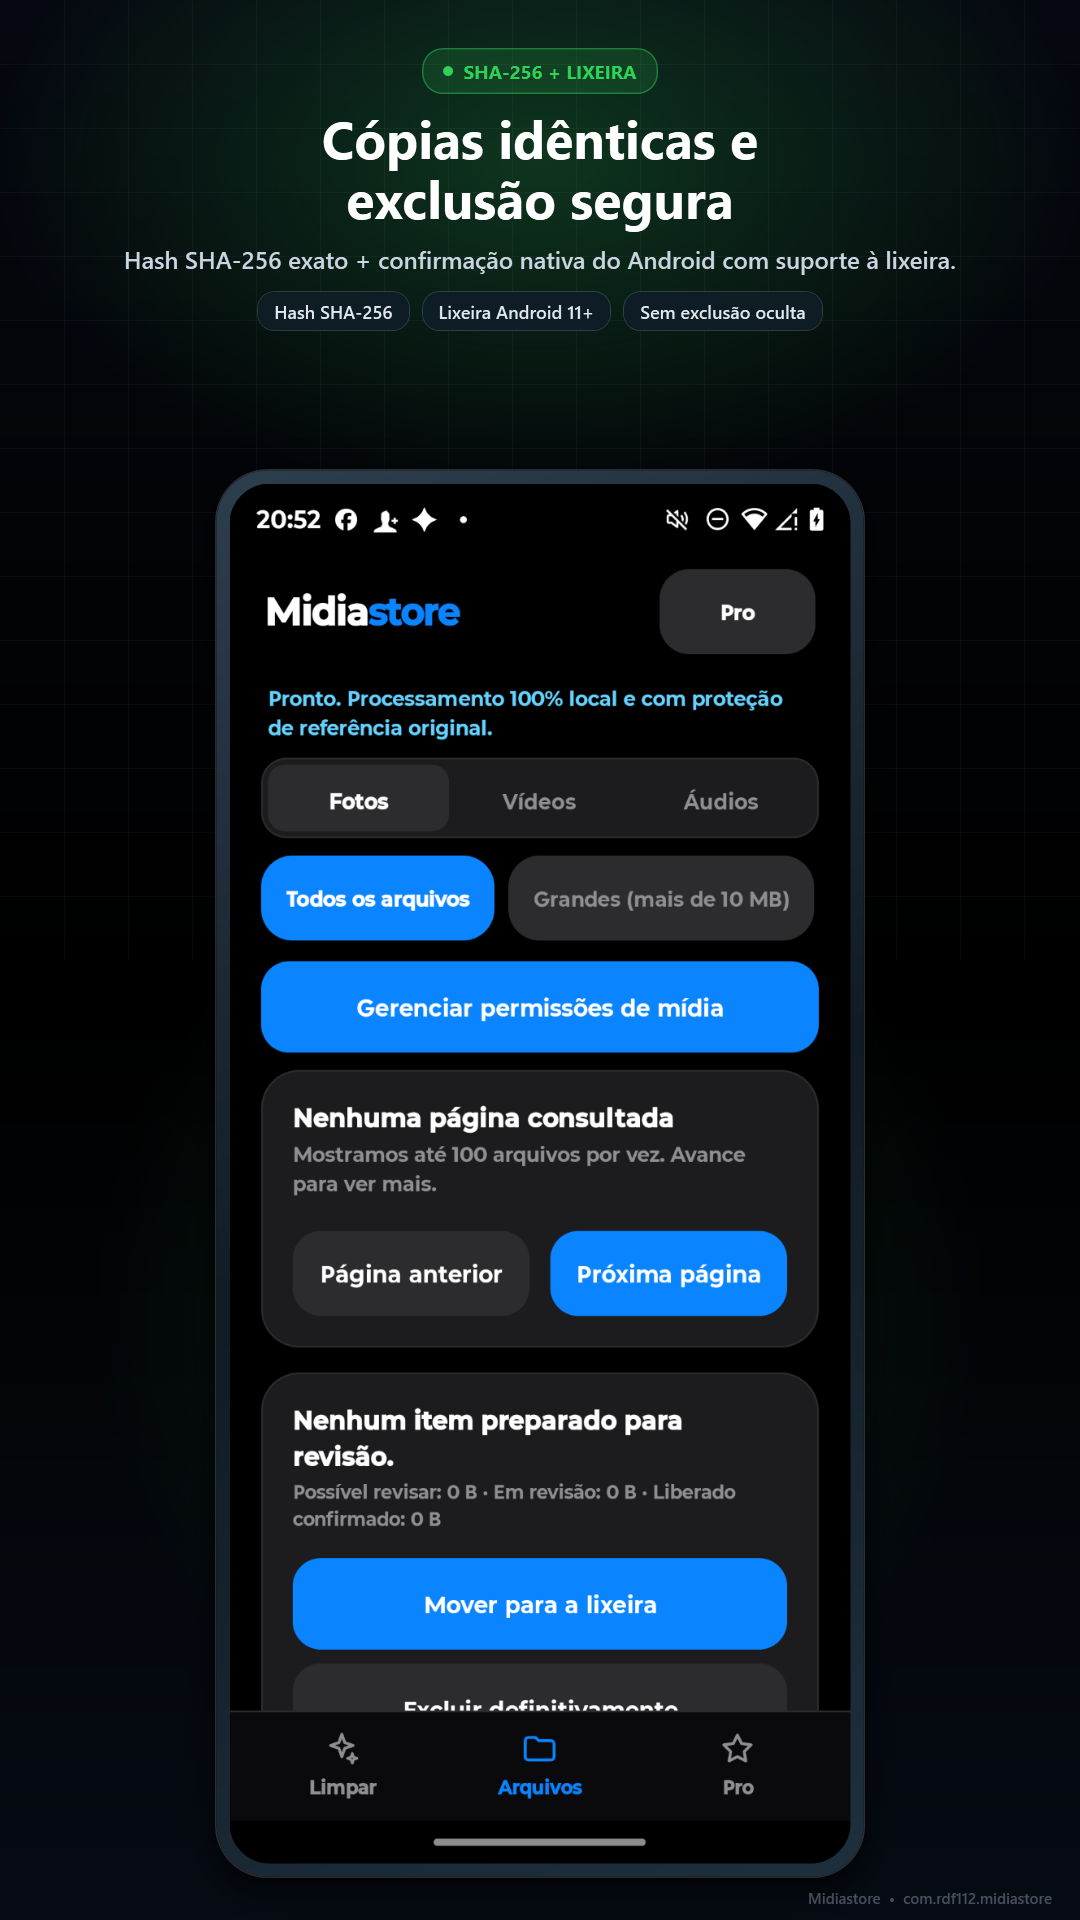 SHA-256 + LIXEIRA
Cópias idênticas e
exclusão segura
Hash SHA-256 exato + confirmação nativa do Android com suporte à lixeira.
Hash SHA-256
Lixeira Android 11+
Sem exclusão oculta
20:52
Midiastore
Pro
Pronto. Processamento 100% local e com proteção
de referência original.
Fotos
Vídeos
Áudios
Todos os arquivos
Grandes (mais de 10 MB)
Gerenciar permissões de mídia
Nenhuma página consultada
Mostramos até 100 arquivos por vez. Avance
para ver mais.
Página anterior
Próxima página
Nenhum item preparado para
revisão.
Possível revisar: 0 B · Em revisão: 0 B · Liberado
confirmado: 0 B
Mover para a lixeira
Excluir definitivamente
Limpar
Arquivos
Pro
Midiastore • com.rdf112.midiastore